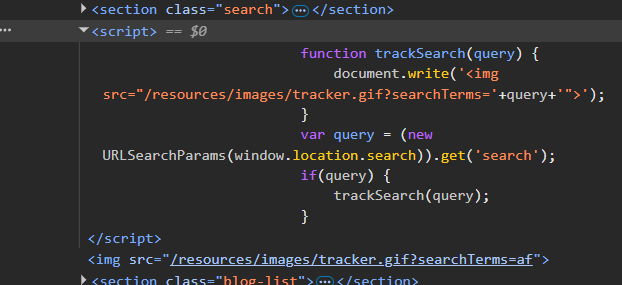 <section class="search"> ⋯ </section>
⋯ <script> == $0
function trackSearch(query) {
document.write('<img
src="/resources/images/tracker.gif?searchTerms='+query+'">');
}
var query = (new
URLSearchParams(window.location.search)).get('search');
if(query) {
trackSearch(query);
}
</script>
<img src="/resources/images/tracker.gif?searchTerms=af">
<section class="blog-list"> ⋯ </section>